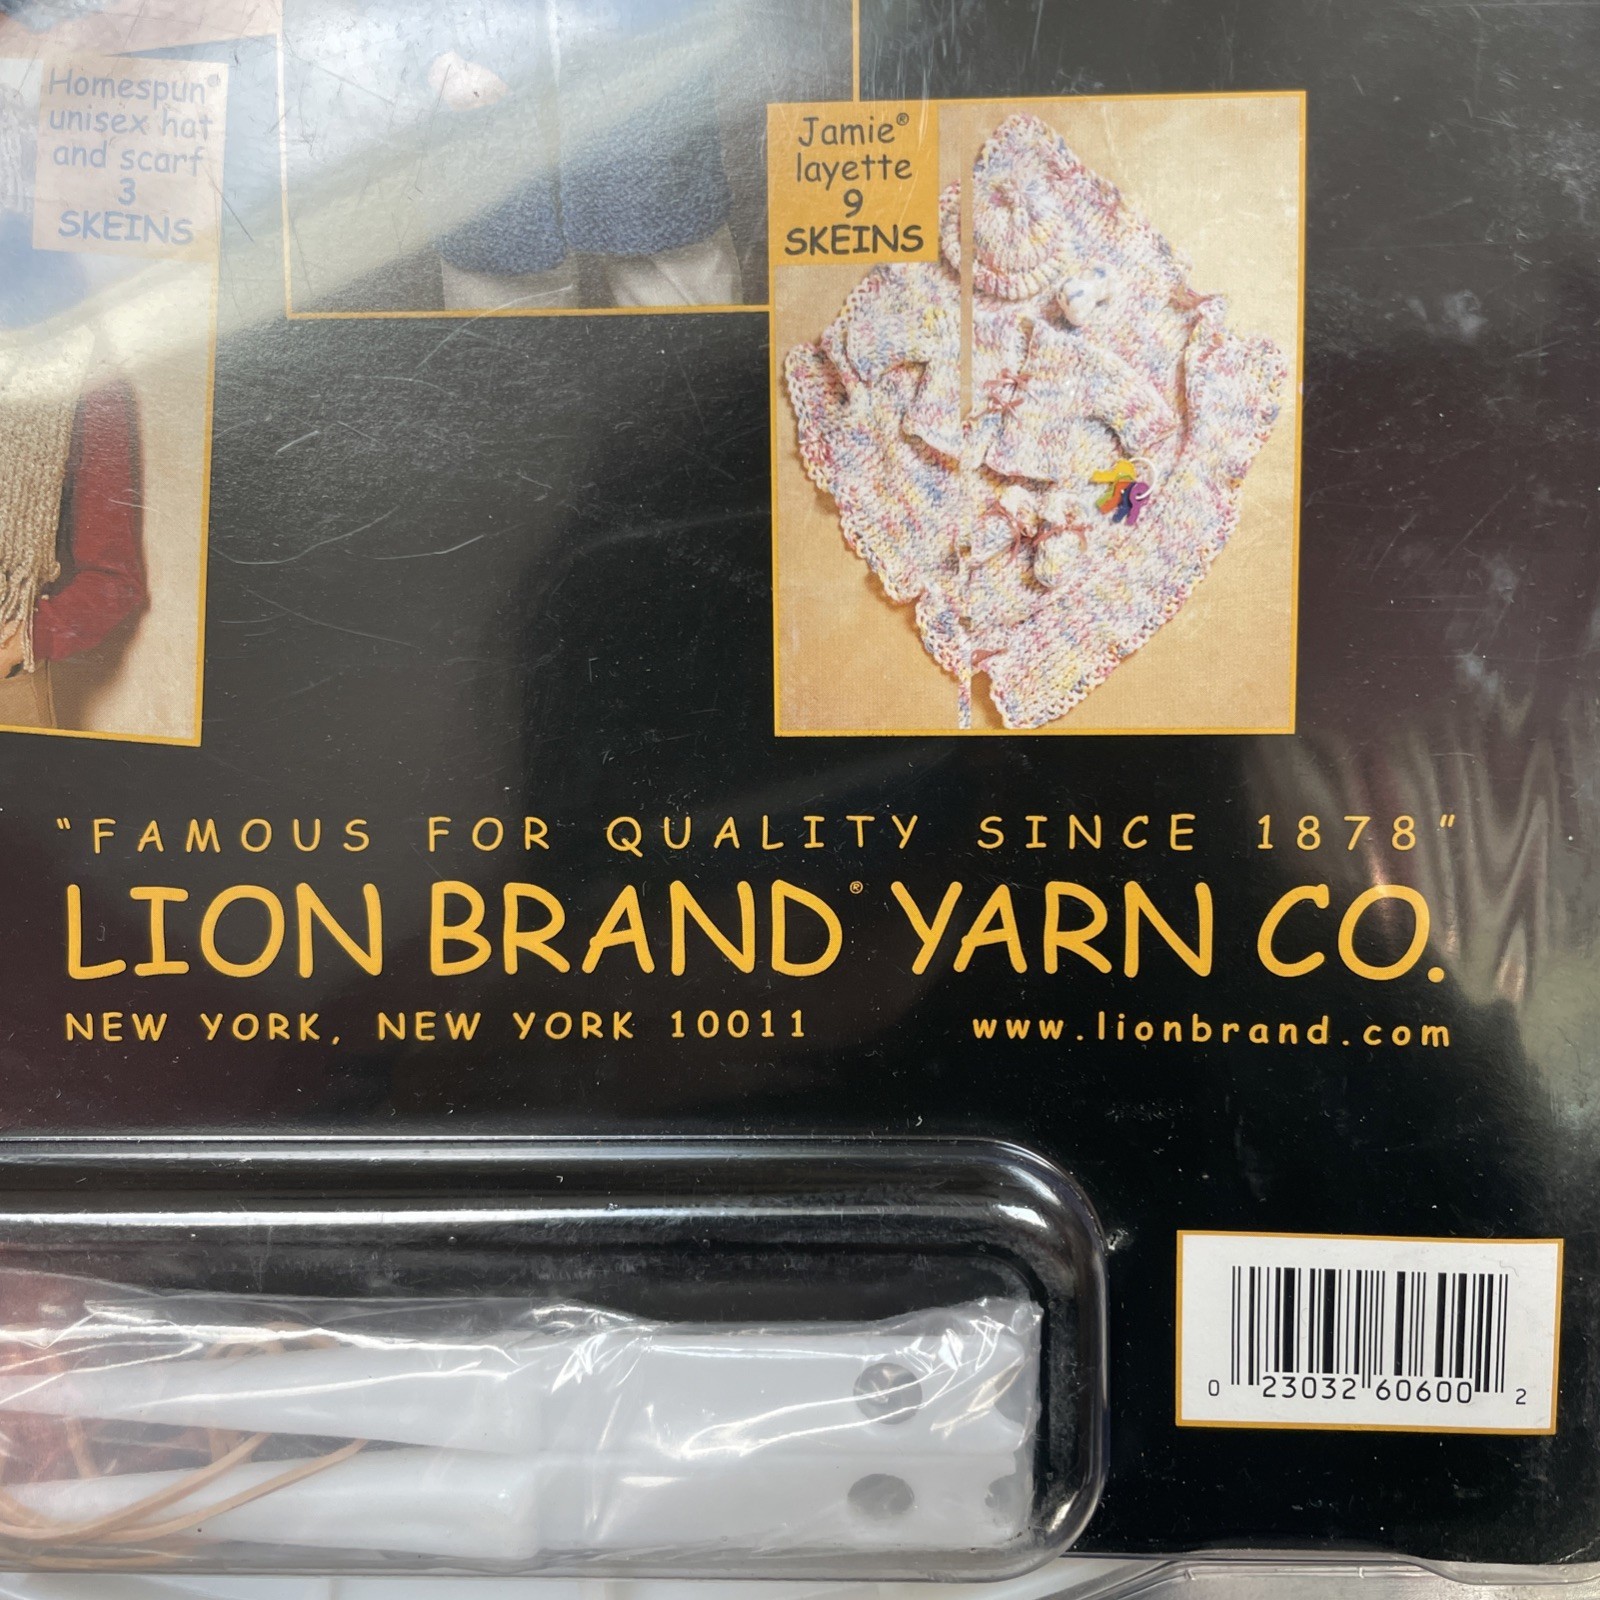 Homespun®
unisex hat
and scarf
3
SKEINS
Jamie®
layette
9
SKEINS
"FAMOUS FOR QUALITY SINCE 1878"
LION BRAND® YARN CO.
NEW YORK, NEW YORK 10011
www.lionbrand.com
0 23032 60600 2